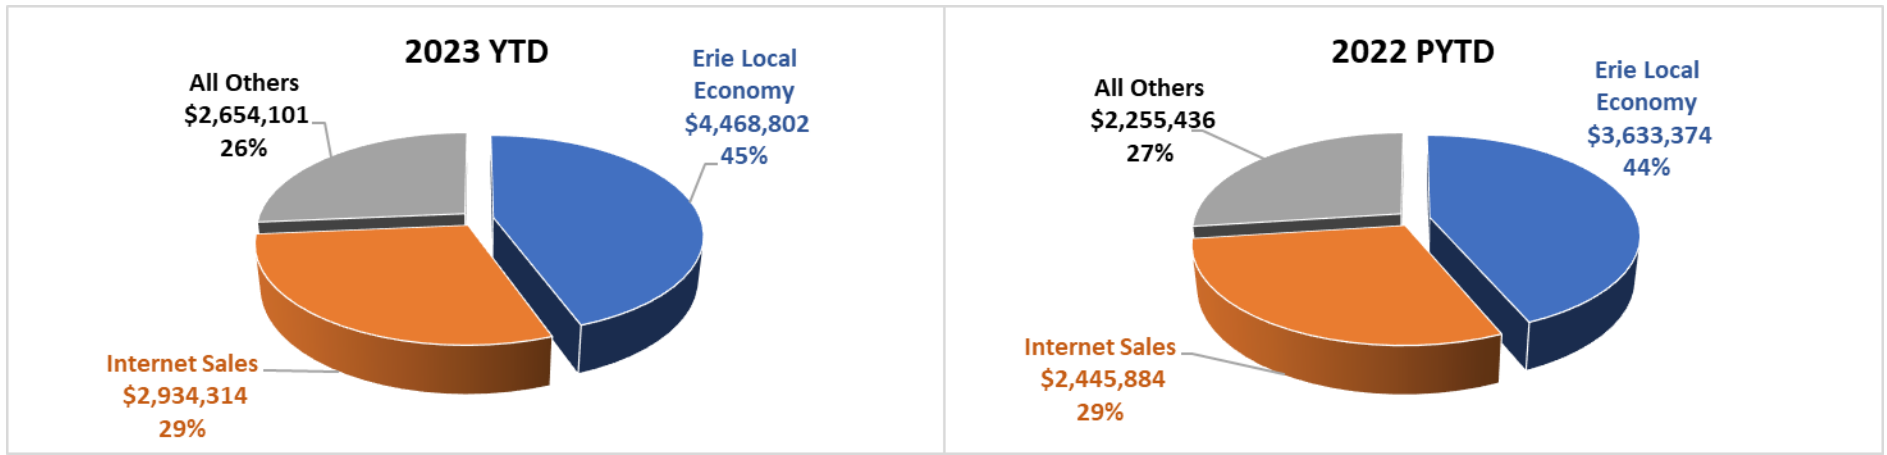 2023 YTD
Erie Local
Economy
$4,468,802
45%
All Others
$2,654,101
26%
Internet Sales
$2,934,314
29%
2022 PYTD
Erie Local
Economy
$3,633,374
44%
All Others
$2,255,436
27%
Internet Sales
$2,445,884
29%